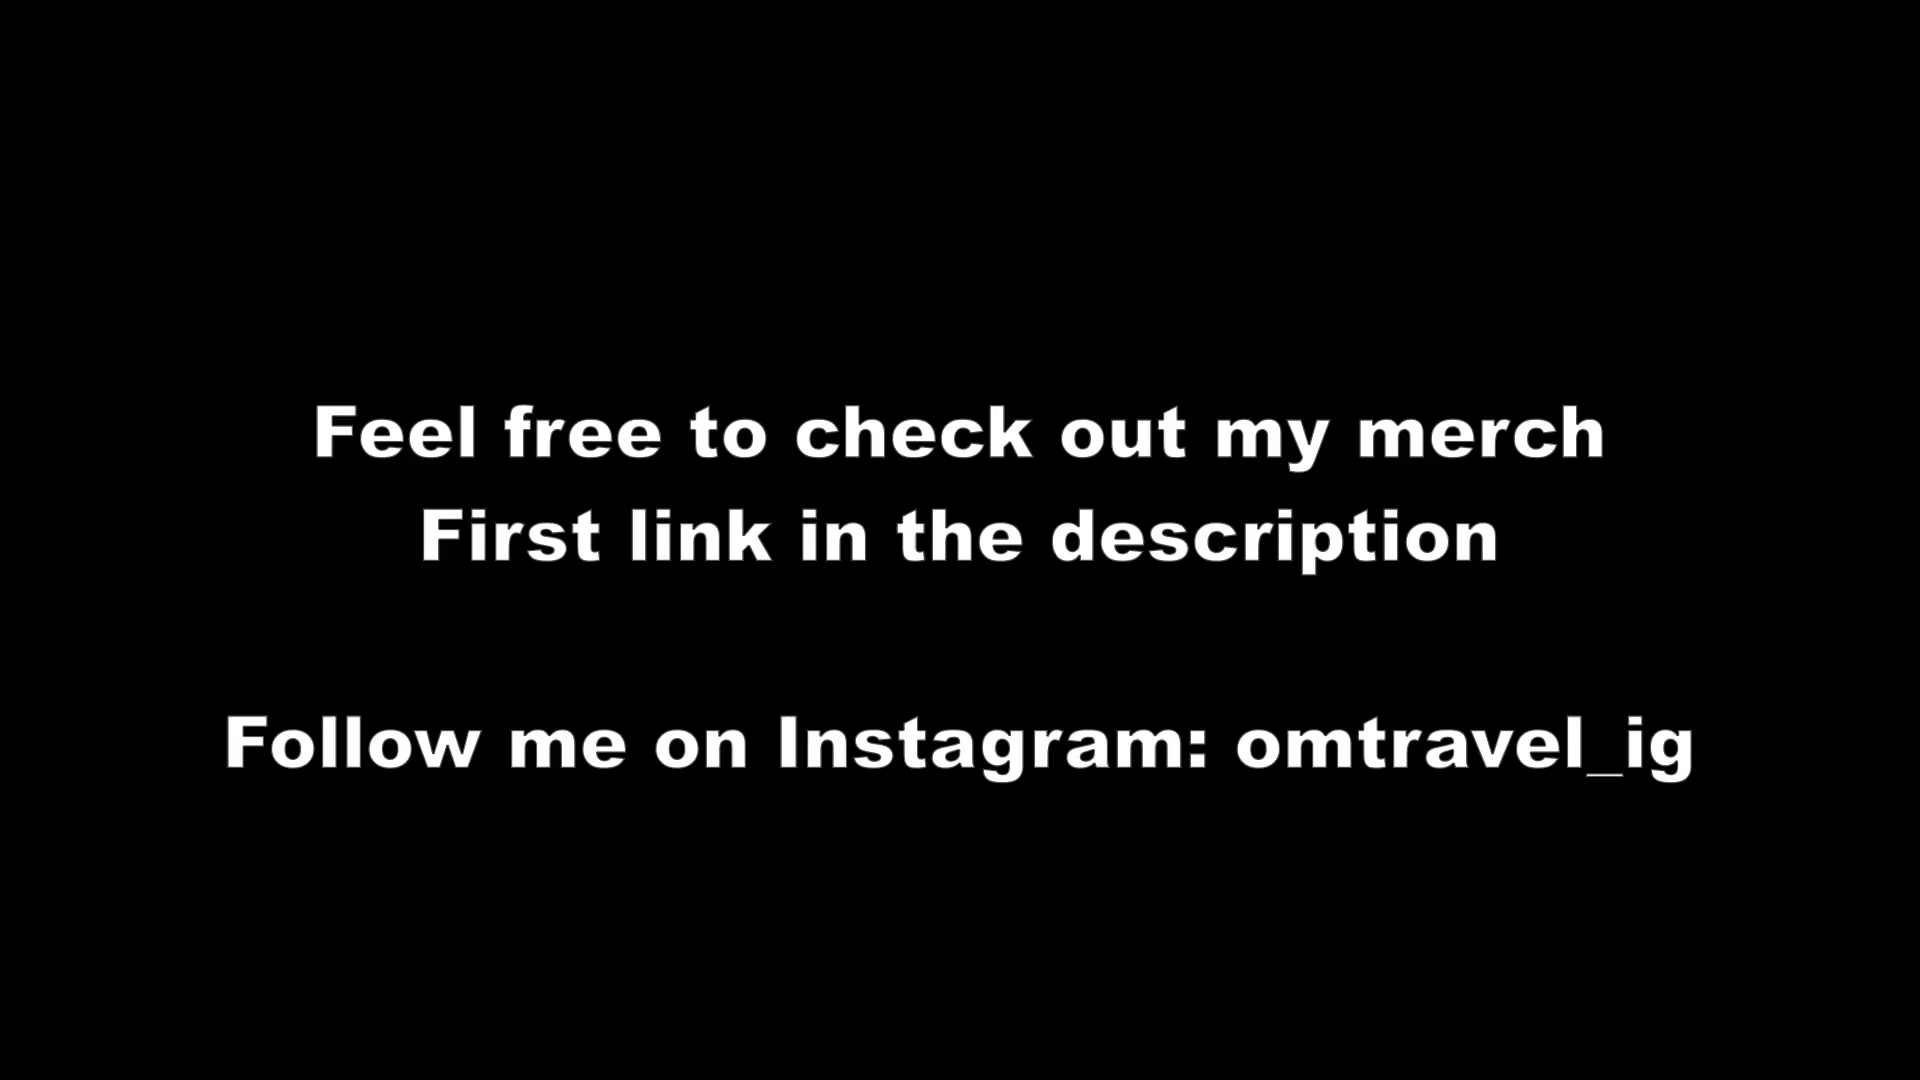 Feel free to check out my merch
First link in the description
Follow me on Instagram: omtravel_ig